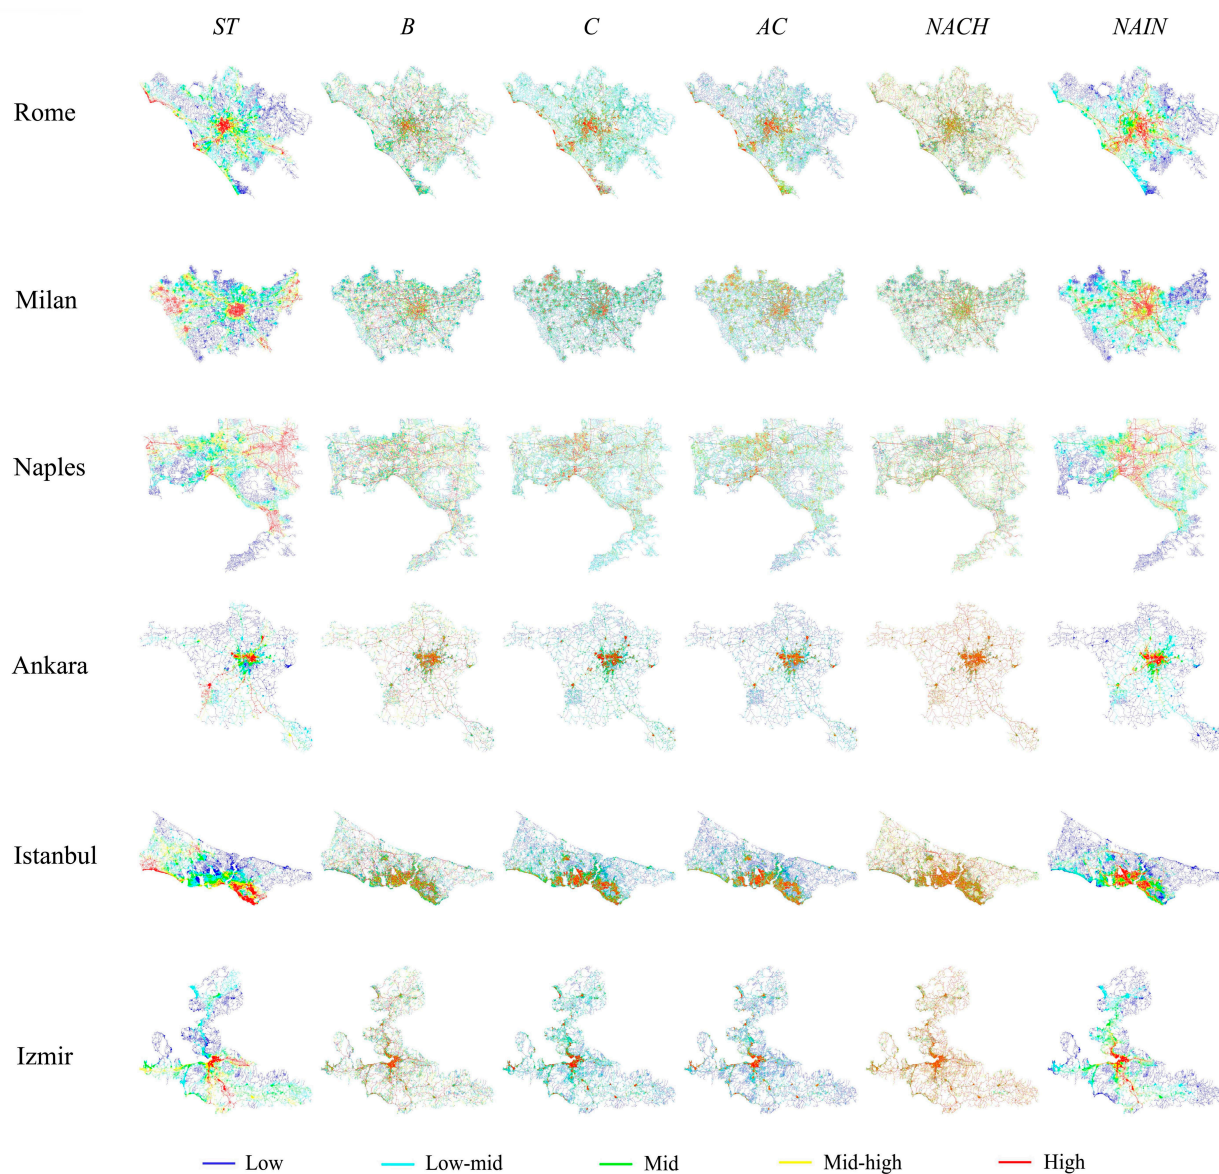 ST B C AC NACH NAIN
Rome
Milan
Naples
Ankara
Istanbul
Izmir
Low Low-mid Mid Mid-high High